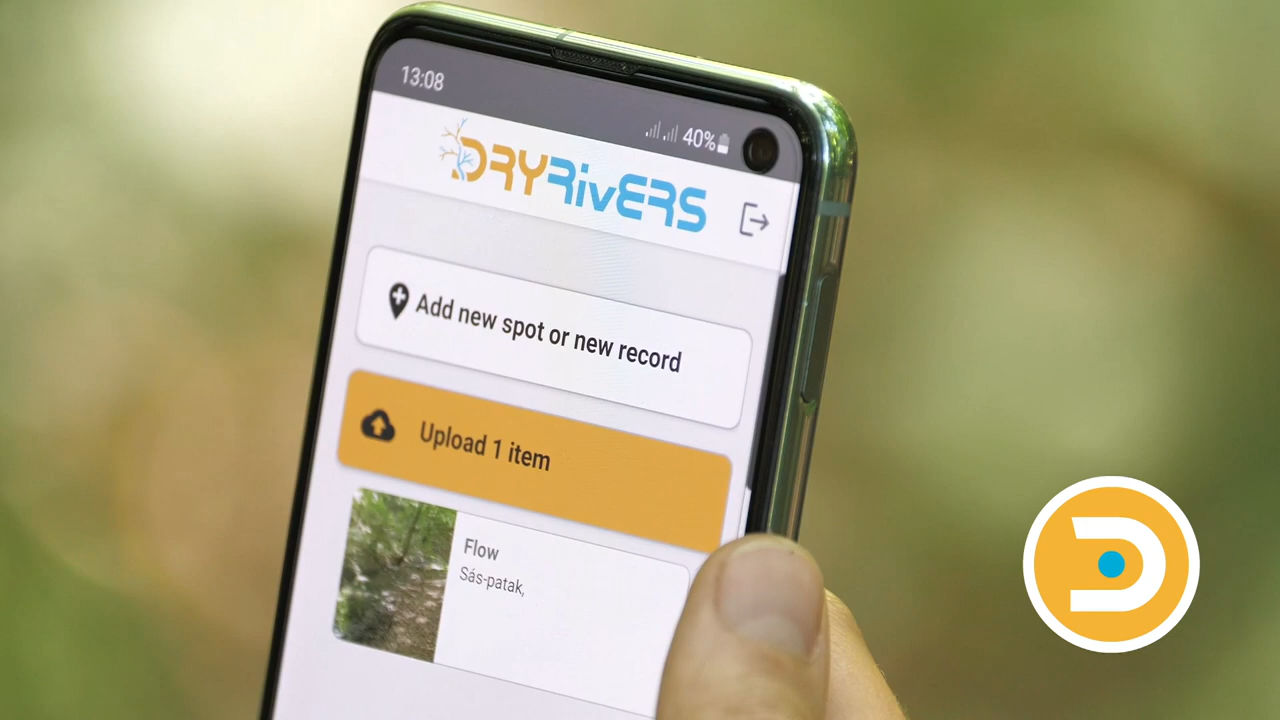 13:08
40%
DRYRivERS
Add new spot or new record
Upload 1 item
Flow
Sás-patak,